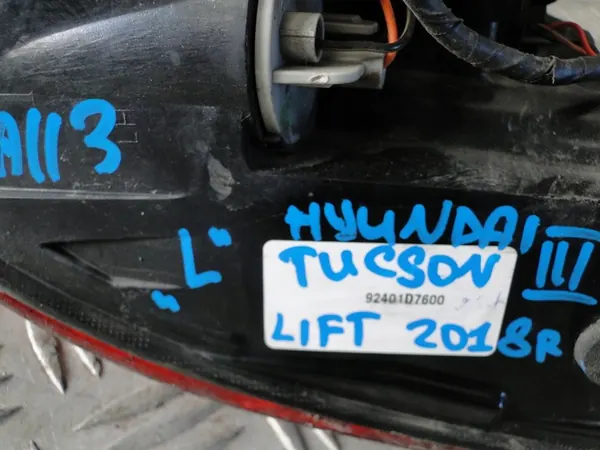 A113
HYUNDAI
"L"
TUCSON III
92401D7600
LIFT 2018R